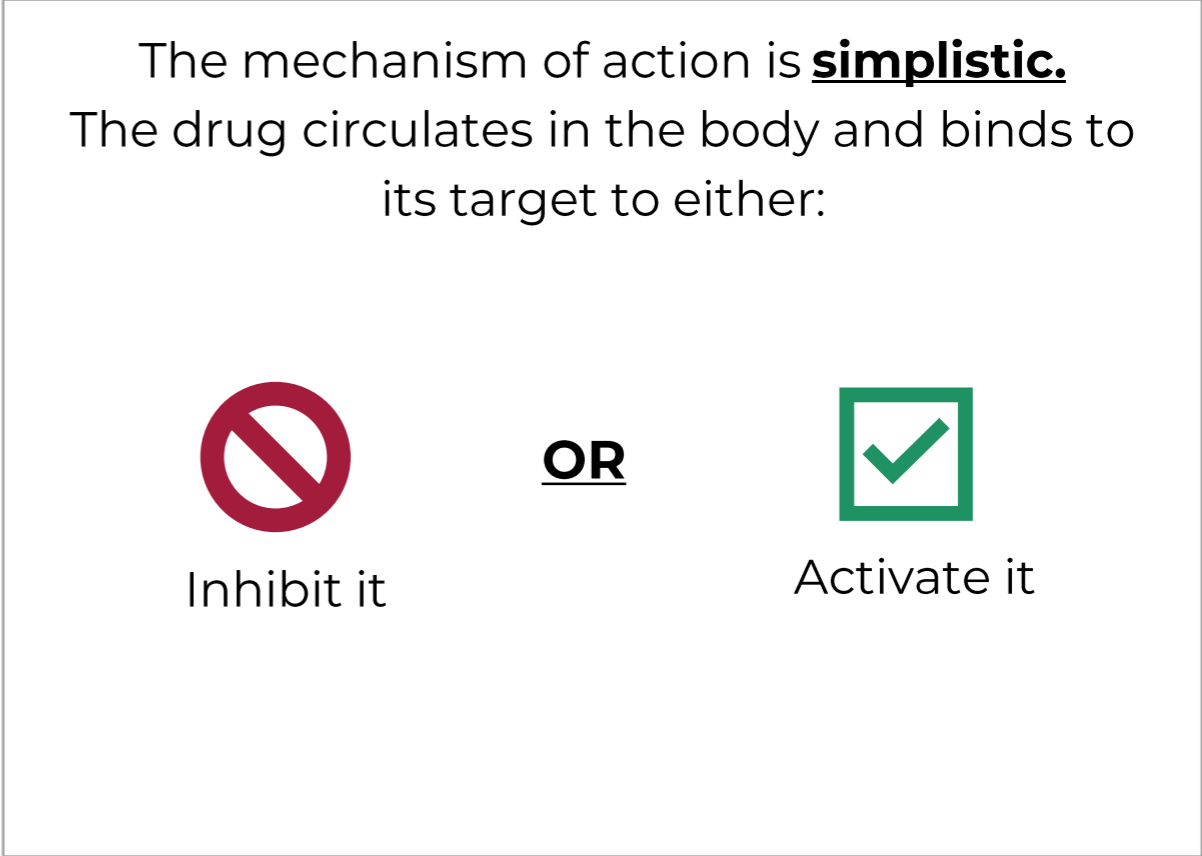 The mechanism of action is simplistic.
The drug circulates in the body and binds to
its target to either:
OR
Inhibit it
Activate it